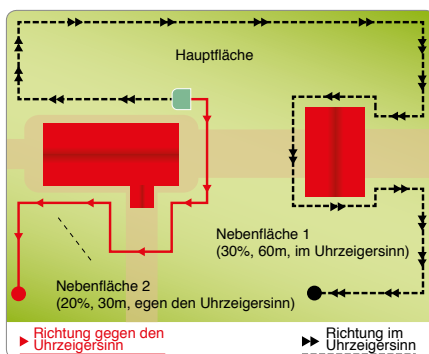 Hauptfläche
Nebenfläche 1
(30%, 60m, im Uhrzeigersinn)
Nebenfläche 2
(20%, 30m, egen den Uhrzeigersinn)
Richtung gegen den
Uhrzeigersinn
Richtung im
Uhrzeigersinn